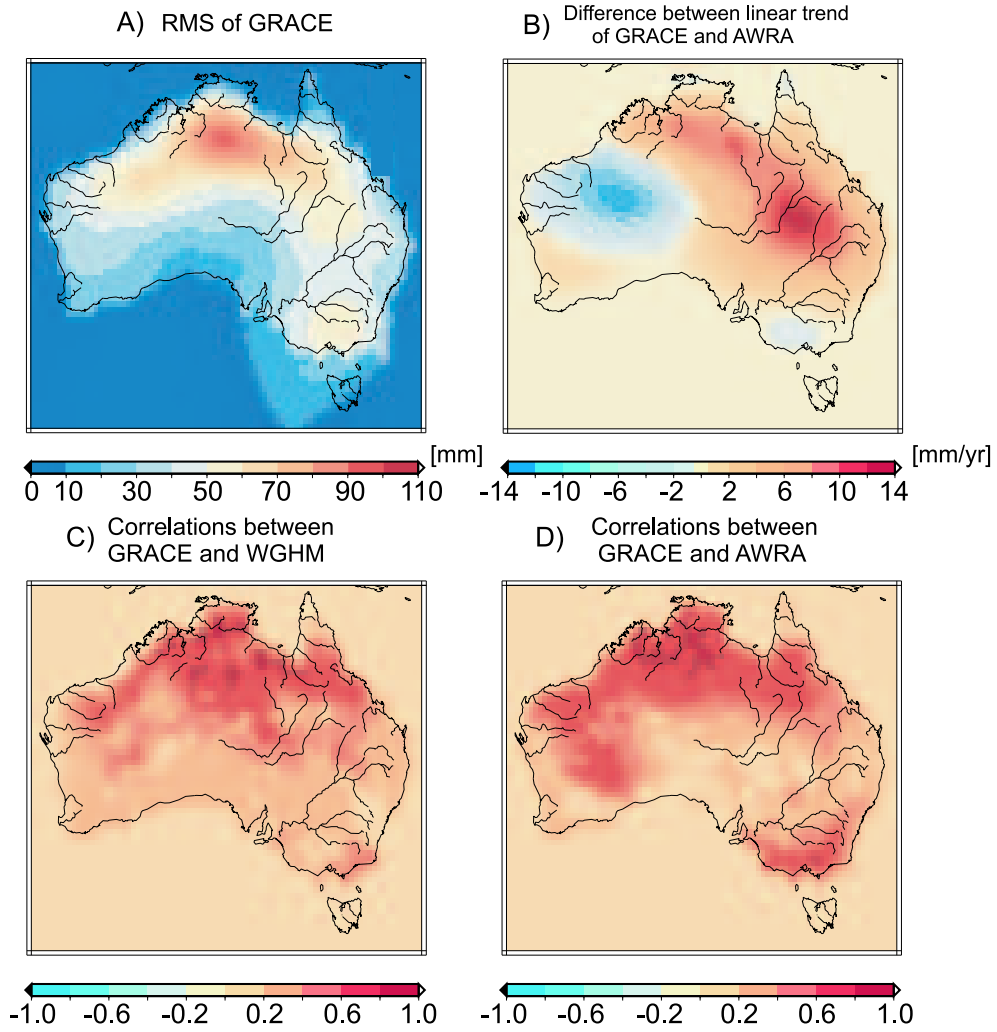 A) RMS of GRACE
B) Difference between linear trend
of GRACE and AWRA
[mm]
0 10 30 50 70 90 110
[mm/yr]
-14 -10 -6 -2 2 6 10 14
C) Correlations between
GRACE and WGHM
D) Correlations between
GRACE and AWRA
-1.0 -0.6 -0.2 0.2 0.6 1.0
-1.0 -0.6 -0.2 0.2 0.6 1.0